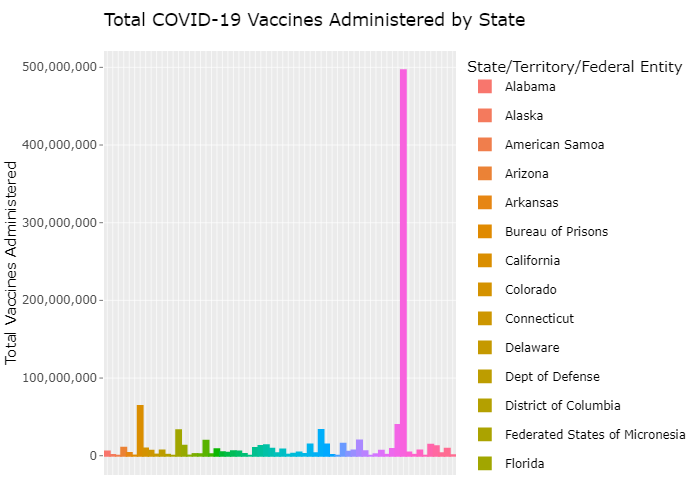 Total COVID-19 Vaccines Administered by State
Total Vaccines Administered
500,000,000
400,000,000
300,000,000
200,000,000
100,000,000
0
State/Territory/Federal Entity
Alabama
Alaska
American Samoa
Arizona
Arkansas
Bureau of Prisons
California
Colorado
Connecticut
Delaware
Dept of Defense
District of Columbia
Federated States of Micronesia
Florida